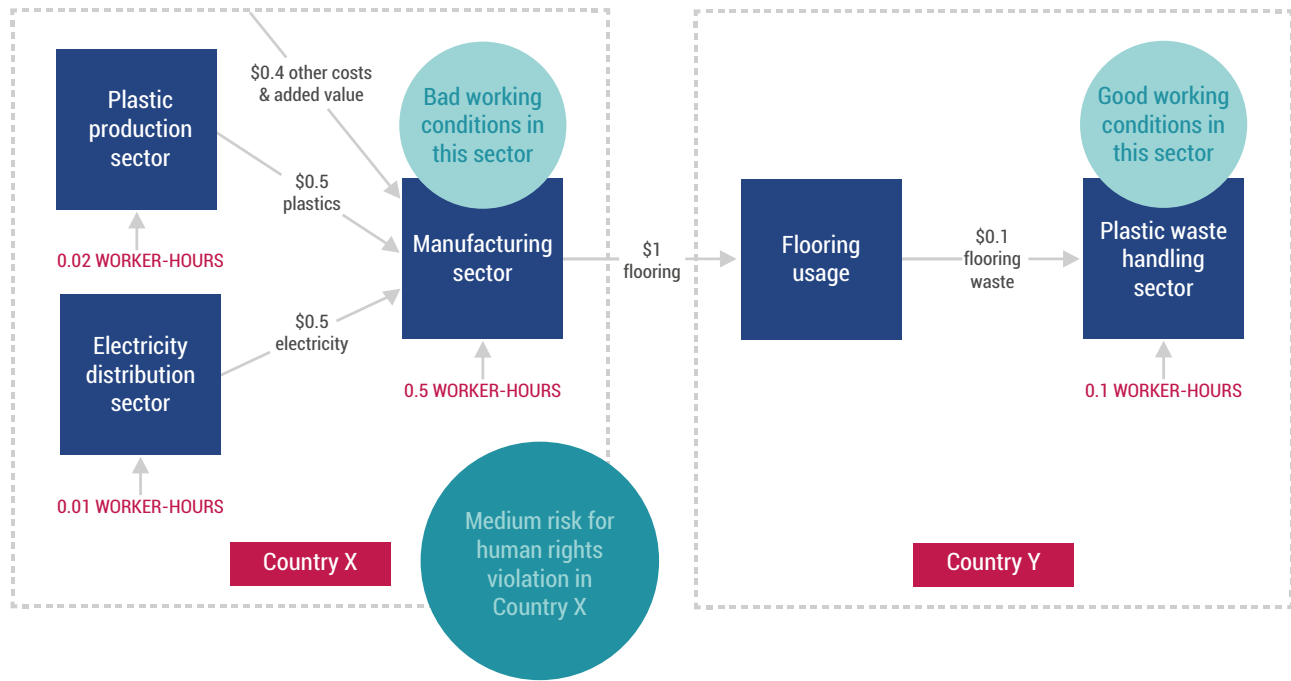 Plastic
production
sector
0.02 WORKER-HOURS
$0.4 other costs
& added value
$0.5
plastics
Bad working
conditions in
this sector
Manufacturing
sector
0.5 WORKER-HOURS
Electricity
distribution
sector
0.01 WORKER-HOURS
$0.5
electricity
Country X
Medium risk for
human rights
violation in
Country X
$1
flooring
Flooring
usage
$0.1
flooring
waste
Good working
conditions in
this sector
Plastic waste
handling
sector
0.1 WORKER-HOURS
Country Y